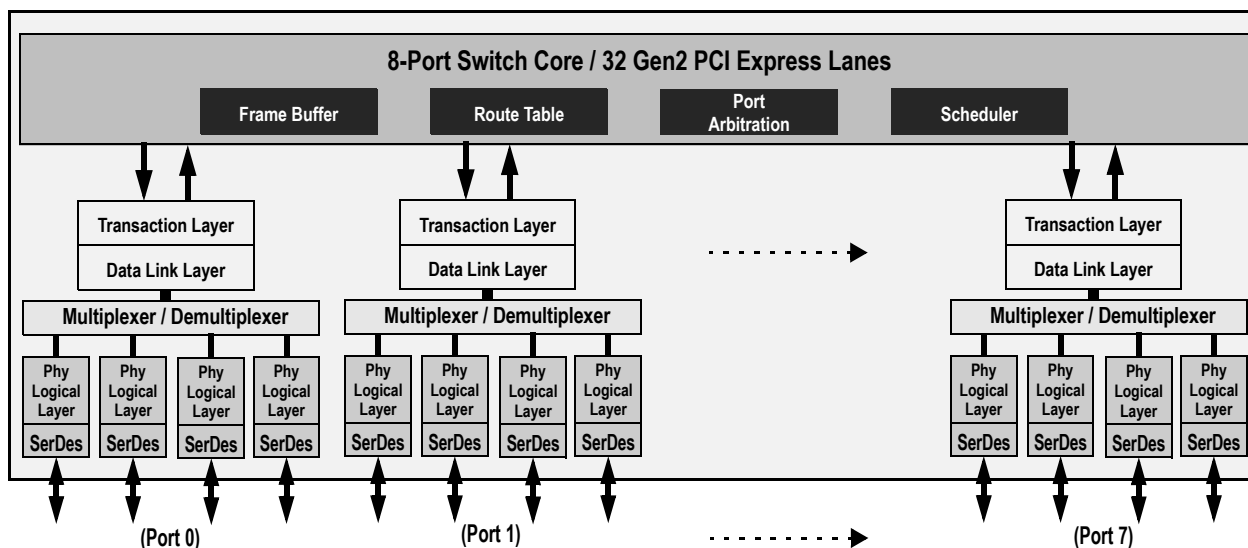 8-Port Switch Core / 32 Gen2 PCI Express Lanes
Frame Buffer
Route Table
Port
Arbitration
Scheduler
Transaction Layer
Data Link Layer
Multiplexer / Demultiplexer
Phy
Logical
Layer
SerDes
Phy
Logical
Layer
SerDes
Phy
Logical
Layer
SerDes
Phy
Logical
Layer
SerDes
(Port 0)
Transaction Layer
Data Link Layer
Multiplexer / Demultiplexer
Phy
Logical
Layer
SerDes
Phy
Logical
Layer
SerDes
Phy
Logical
Layer
SerDes
Phy
Logical
Layer
SerDes
(Port 1)
Transaction Layer
Data Link Layer
Multiplexer / Demultiplexer
Phy
Logical
Layer
SerDes
Phy
Logical
Layer
SerDes
Phy
Logical
Layer
SerDes
Phy
Logical
Layer
SerDes
(Port 7)